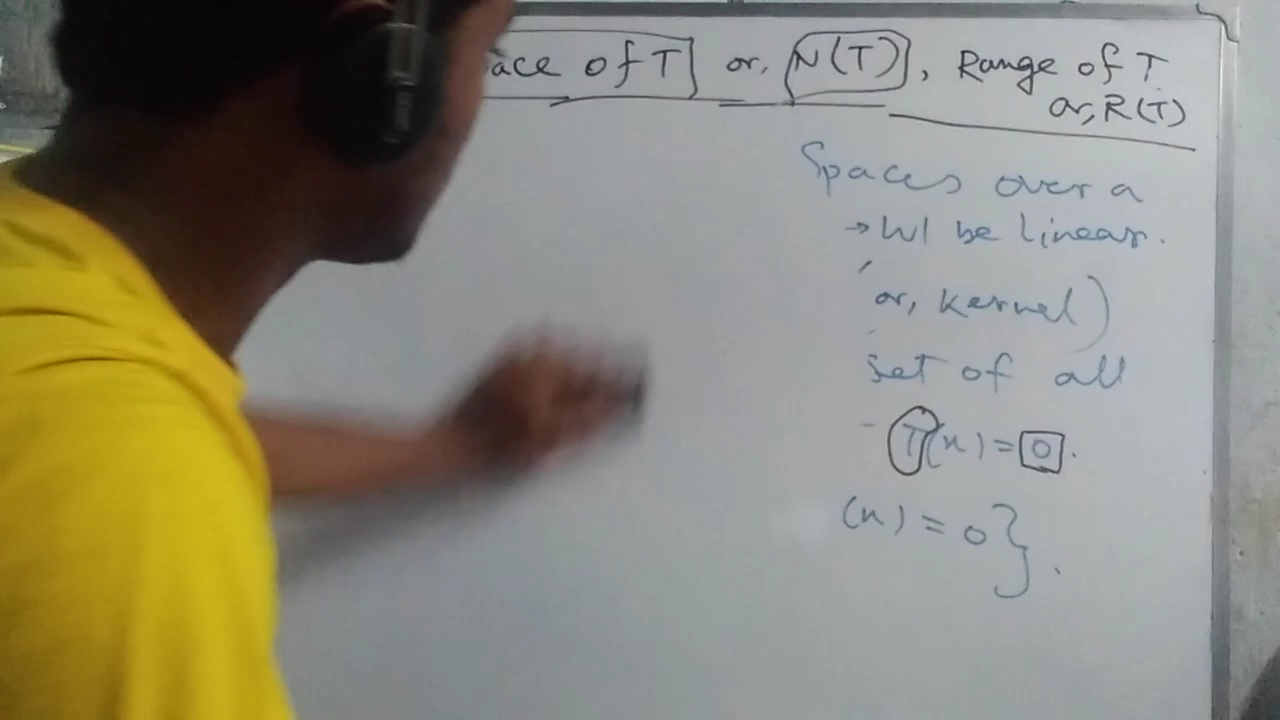 ace of T or, N(T), Range of T
or, R(T)
Spaces over a
→ W be linear.
or, Kernel)
set of all
T(x) = 0.
(x) = 0}.